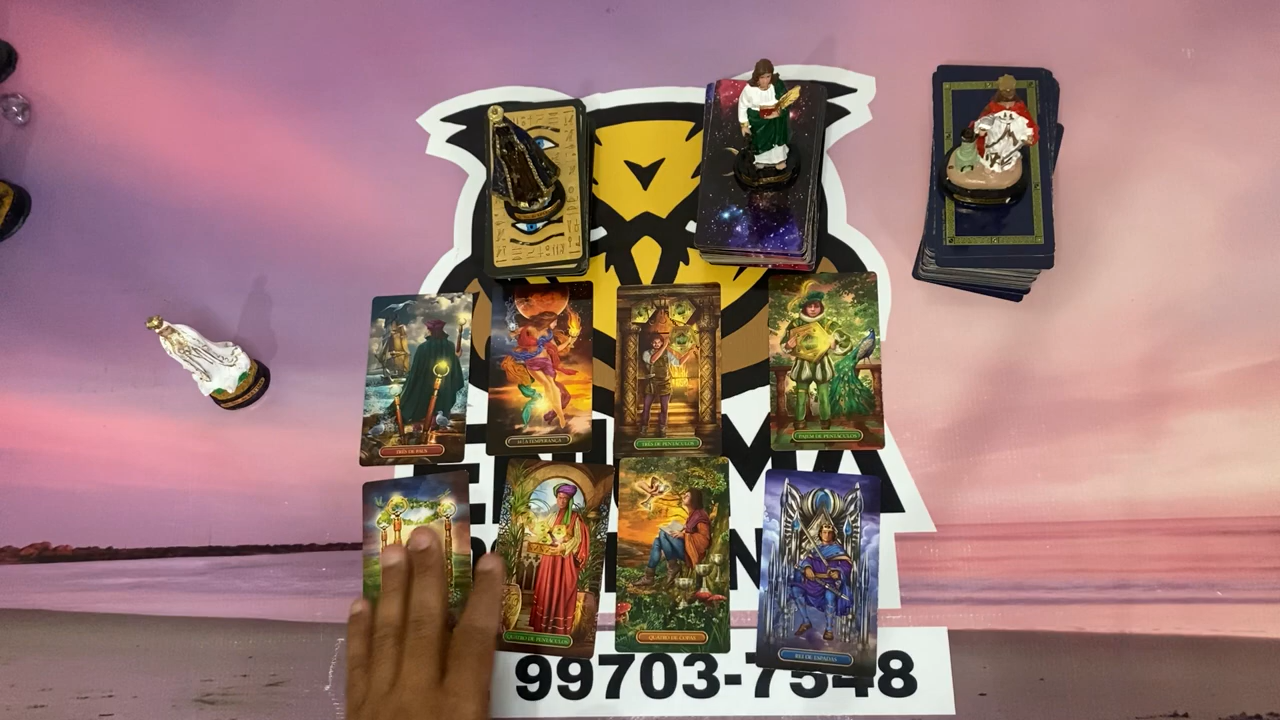 TRÊS DE PAUS
14 A TEMPERANÇA
TRÊS DE PENTÁCULOS
PAJEM DE PENTÁCULOS
QUATRO DE PENTÁCULOS
QUATRO DE COPAS
REI DE ESPADAS
99703-7548